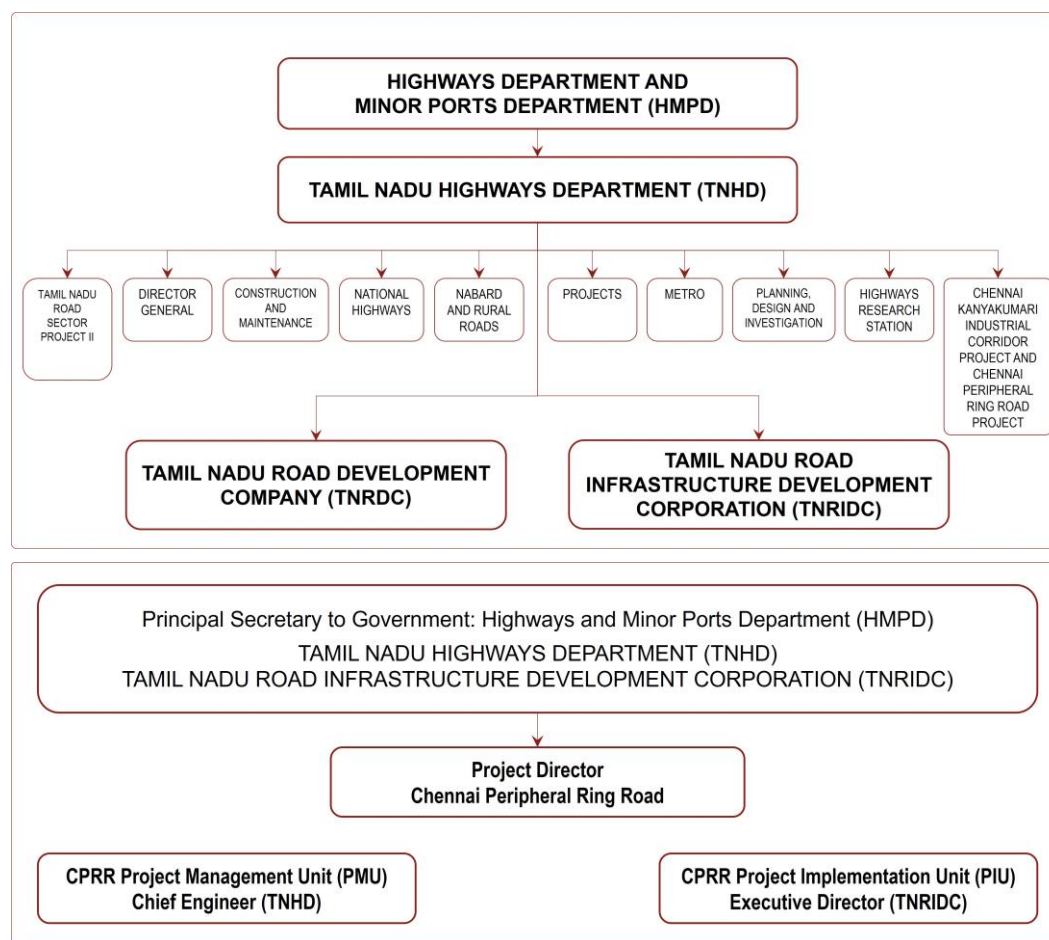 HIGHWAYS DEPARTMENT AND
MINOR PORTS DEPARTMENT (HMPD)
TAMIL NADU HIGHWAYS DEPARTMENT (TNHD)
TAMIL NADU
ROAD
SECTOR
PROJECT II
DIRECTOR
GENERAL
CONSTRUCTION
AND
MAINTENANCE
NATIONAL
HIGHWAYS
NABARD
AND RURAL
ROADS
PROJECTS
METRO
PLANNING,
DESIGN AND
INVESTIGATION
HIGHWAYS
RESEARCH
STATION
CHENNAI
KANYAKUMARI
INDUSTRIAL
CORRIDOR
PROJECT AND
CHENNAI
PERIPHERAL
RING ROAD
PROJECT
TAMIL NADU ROAD DEVELOPMENT
COMPANY (TNRDC)
TAMIL NADU ROAD
INFRASTRUCTURE DEVELOPMENT
CORPORATION (TNRIDC)
Principal Secretary to Government: Highways and Minor Ports Department (HMPD)
TAMIL NADU HIGHWAYS DEPARTMENT (TNHD)
TAMIL NADU ROAD INFRASTRUCTURE DEVELOPMENT CORPORATION (TNRIDC)
Project Director
Chennai Peripheral Ring Road
CPRR Project Management Unit (PMU)
Chief Engineer (TNHD)
CPRR Project Implementation Unit (PIU)
Executive Director (TNRIDC)